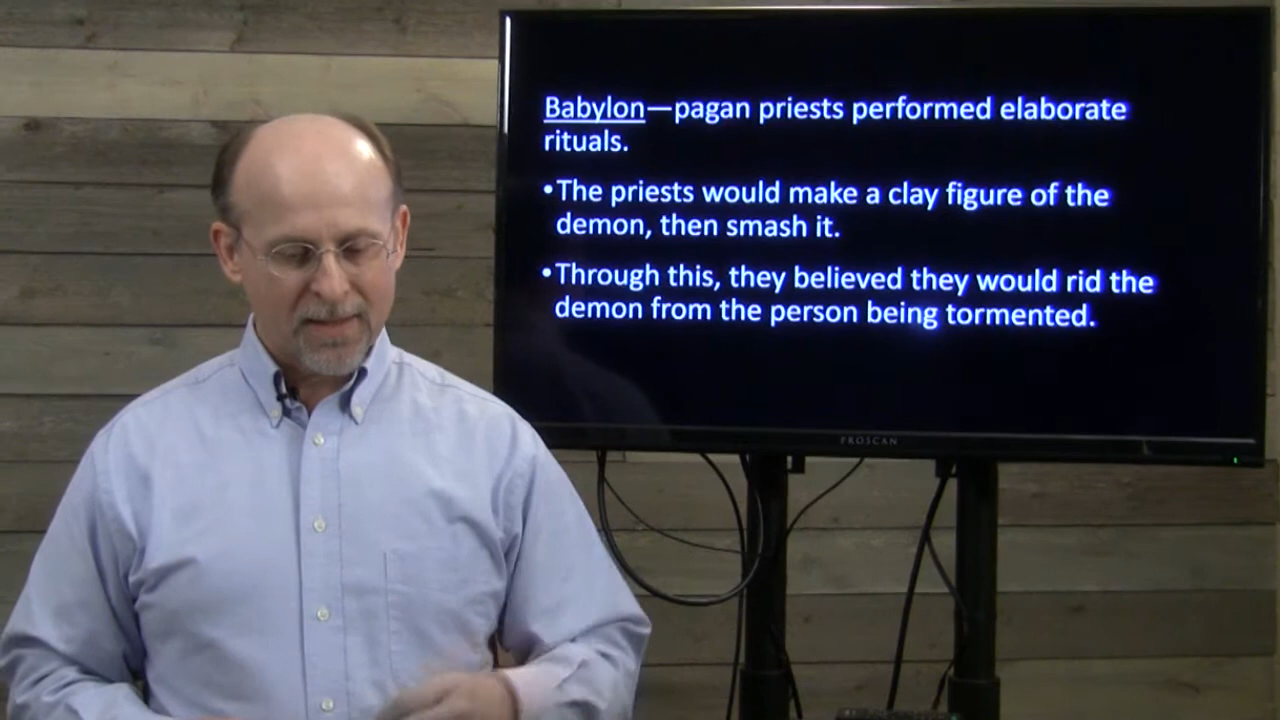 Babylon—pagan priests performed elaborate
rituals.
•The priests would make a clay figure of the
demon, then smash it.
•Through this, they believed they would rid the
demon from the person being tormented.
PROSCAN